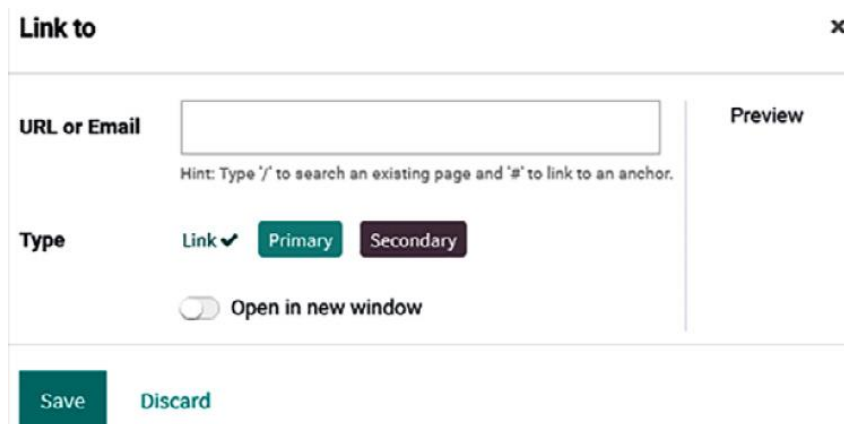 Link to
×
URL or Email
Preview
Hint: Type '/' to search an existing page and '#' to link to an anchor.
Type
Link ✔ Primary Secondary
Open in new window
Save Discard